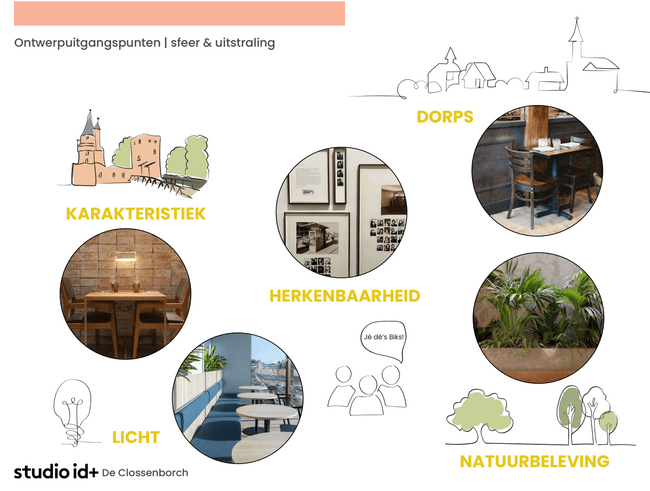 Ontwerpuitgangspunten | sfeer & uitstraling
DORPS
KARAKTERISTIEK
HERKENBAARHEID
Jè dè's Biks!
LICHT
NATUURBELEVING
studio id+ De Clossenborch